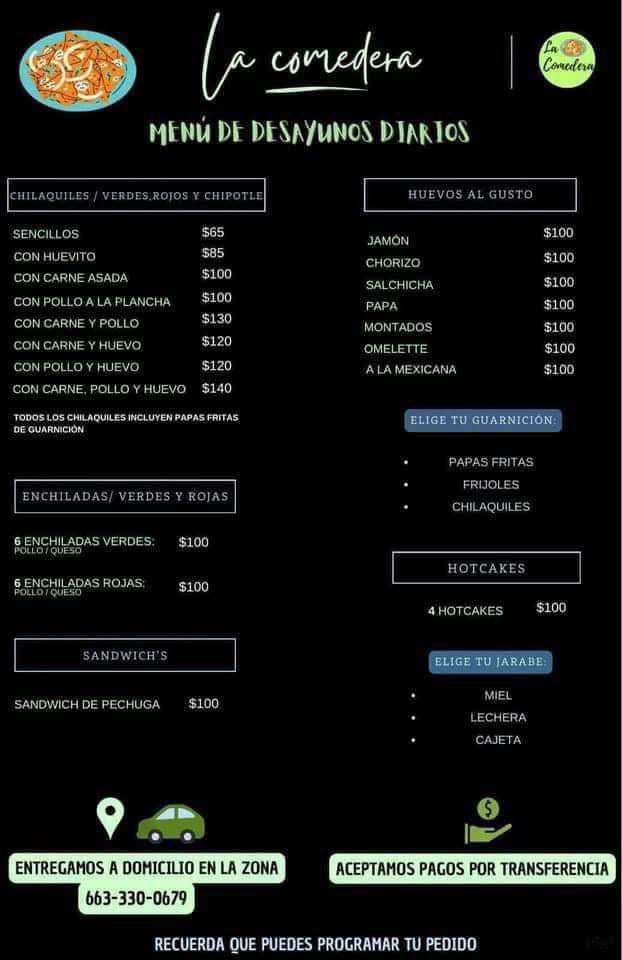 La comedera
La
Comedera
MENÚ DE DESAYUNOS DIARIOS
CHILAQUILES / VERDES,ROJOS Y CHIPOTLE
SENCILLOS $65
CON HUEVITO $85
CON CARNE ASADA $100
CON POLLO A LA PLANCHA $100
CON CARNE Y POLLO $130
CON CARNE Y HUEVO $120
CON POLLO Y HUEVO $120
CON CARNE, POLLO Y HUEVO $140
TODOS LOS CHILAQUILES INCLUYEN PAPAS FRITAS
DE GUARNICIÓN
ENCHILADAS/ VERDES Y ROJAS
6 ENCHILADAS VERDES: $100
POLLO / QUESO
6 ENCHILADAS ROJAS: $100
POLLO / QUESO
SANDWICH'S
SANDWICH DE PECHUGA $100
HUEVOS AL GUSTO
JAMÓN $100
CHORIZO $100
SALCHICHA $100
PAPA $100
MONTADOS $100
OMELETTE $100
A LA MEXICANA $100
ELIGE TU GUARNICIÓN:
• PAPAS FRITAS
• FRIJOLES
• CHILAQUILES
HOTCAKES
4 HOTCAKES $100
ELIGE TU JARABE:
• MIEL
• LECHERA
• CAJETA
ENTREGAMOS A DOMICILIO EN LA ZONA
663-330-0679
$
ACEPTAMOS PAGOS POR TRANSFERENCIA
RECUERDA QUE PUEDES PROGRAMAR TU PEDIDO